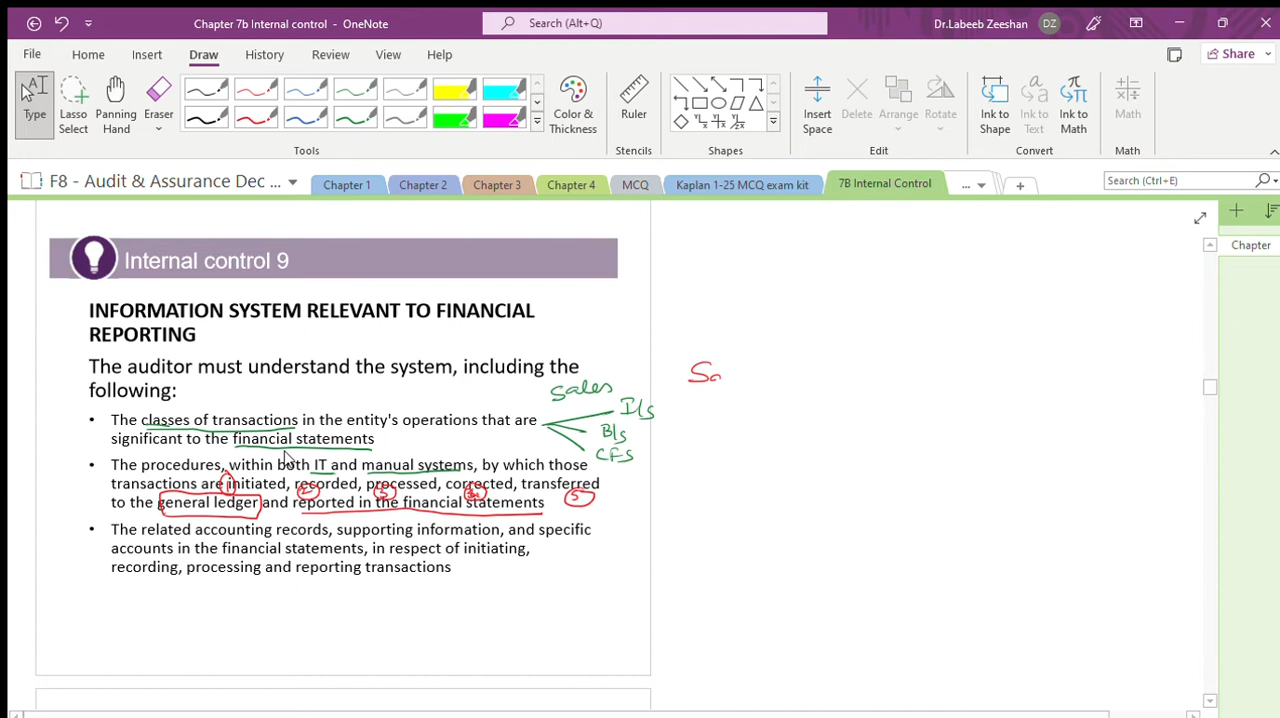 Chapter 7b Internal control - OneNote
Search (Alt+Q)
Dr.Labeeb Zeeshan
DZ
File
Home
Insert
Draw
History
Review
View
Help
Share
Type
Lasso Select
Panning Hand
Eraser
Color & Thickness
Ruler
Insert Space
Delete
Arrange
Rotate
Ink to Shape
Ink to Text
Ink to Math
Math
Tools
Stencils
Shapes
Edit
Convert
Math
F8 - Audit & Assurance Dec ...
Chapter 1
Chapter 2
Chapter 3
Chapter 4
MCQ
Kaplan 1-25 MCQ exam kit
7B Internal Control
...
Search (Ctrl+E)
Chapter
Internal control 9
INFORMATION SYSTEM RELEVANT TO FINANCIAL
REPORTING
The auditor must understand the system, including the
following:
Sales
• The classes of transactions in the entity's operations that are
significant to the financial statements
I/s
B/s
CFS
• The procedures, within both IT and manual systems, by which those
transactions are initiated, recorded, processed, corrected, transferred
to the general ledger and reported in the financial statements
1
2
3
5
• The related accounting records, supporting information, and specific
accounts in the financial statements, in respect of initiating,
recording, processing and reporting transactions
Sa